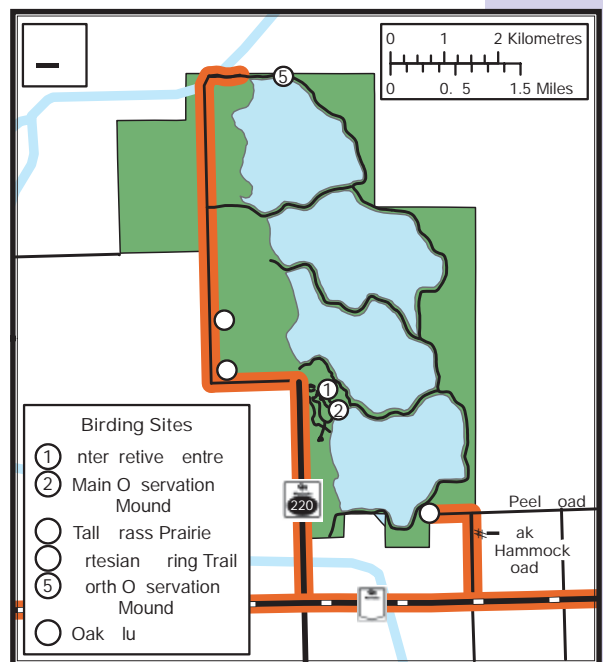 0 1 2 Kilometres
0 0. 5 1.5 Miles
5
1
2
220
Peel oad
ak
Hammock
oad
Birding Sites
1 nter retive entre
2 Main O servation
Mound
Tall rass Prairie
rtesian ring Trail
5 orth O servation
Mound
Oak lu